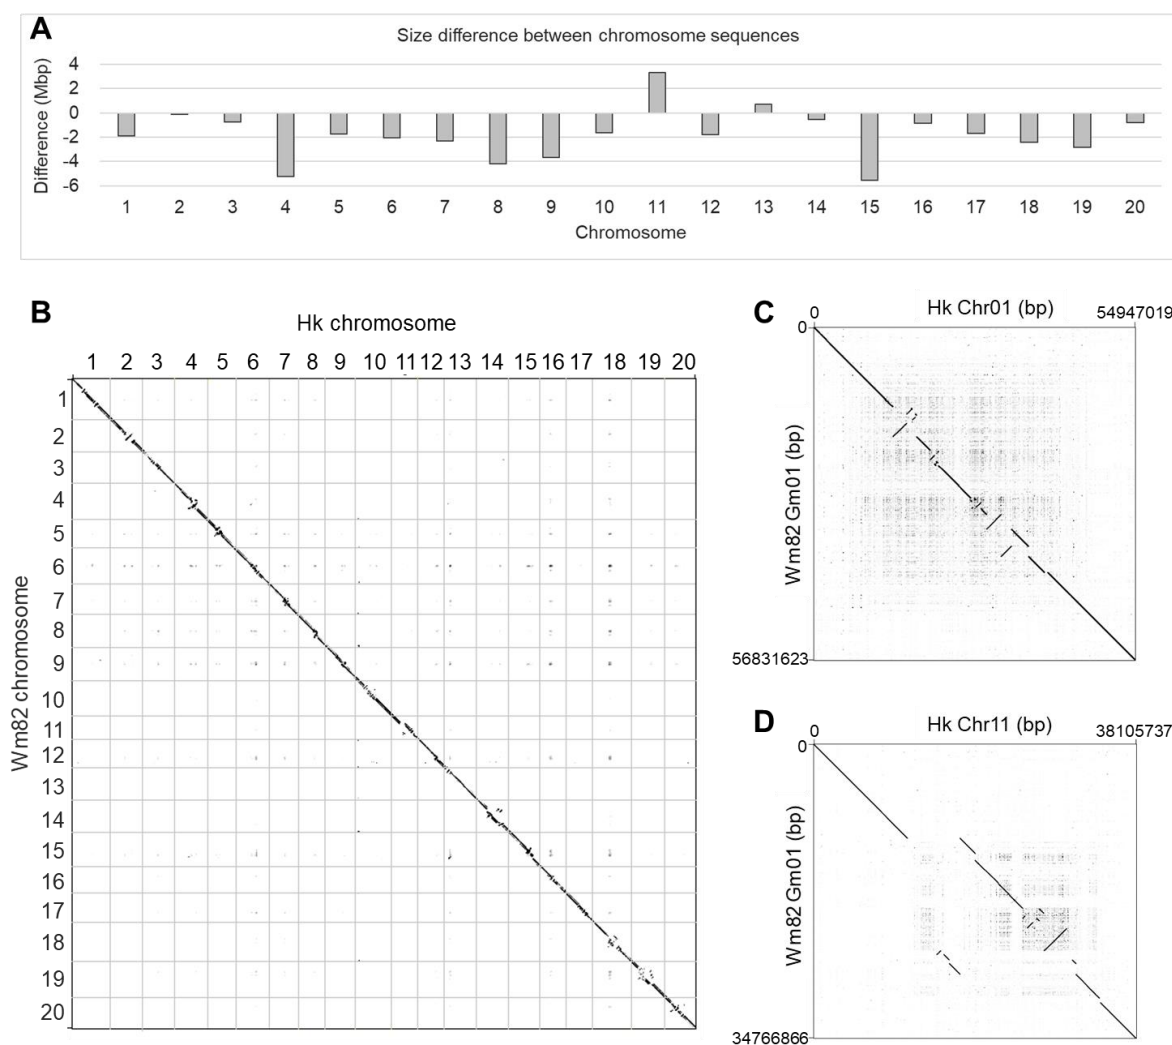 A
Size difference between chromosome sequences
Difference (Mbp)
4
2
0
-2
-4
-6
1 2 3 4 5 6 7 8 9 10 11 12 13 14 15 16 17 18 19 20
Chromosome
B
Hk chromosome
1 2 3 4 5 6 7 8 9 10 11 12 13 14 15 16 17 18 19 20
Wm82 chromosome
1
2
3
4
5
6
7
8
9
10
11
12
13
14
15
16
17
18
19
20
C
Hk Chr01 (bp)
0 54947019
0
Wm82 Gm01 (bp)
56831623
D
Hk Chr11 (bp)
0 38105737
0
Wm82 Gm01 (bp)
34766866